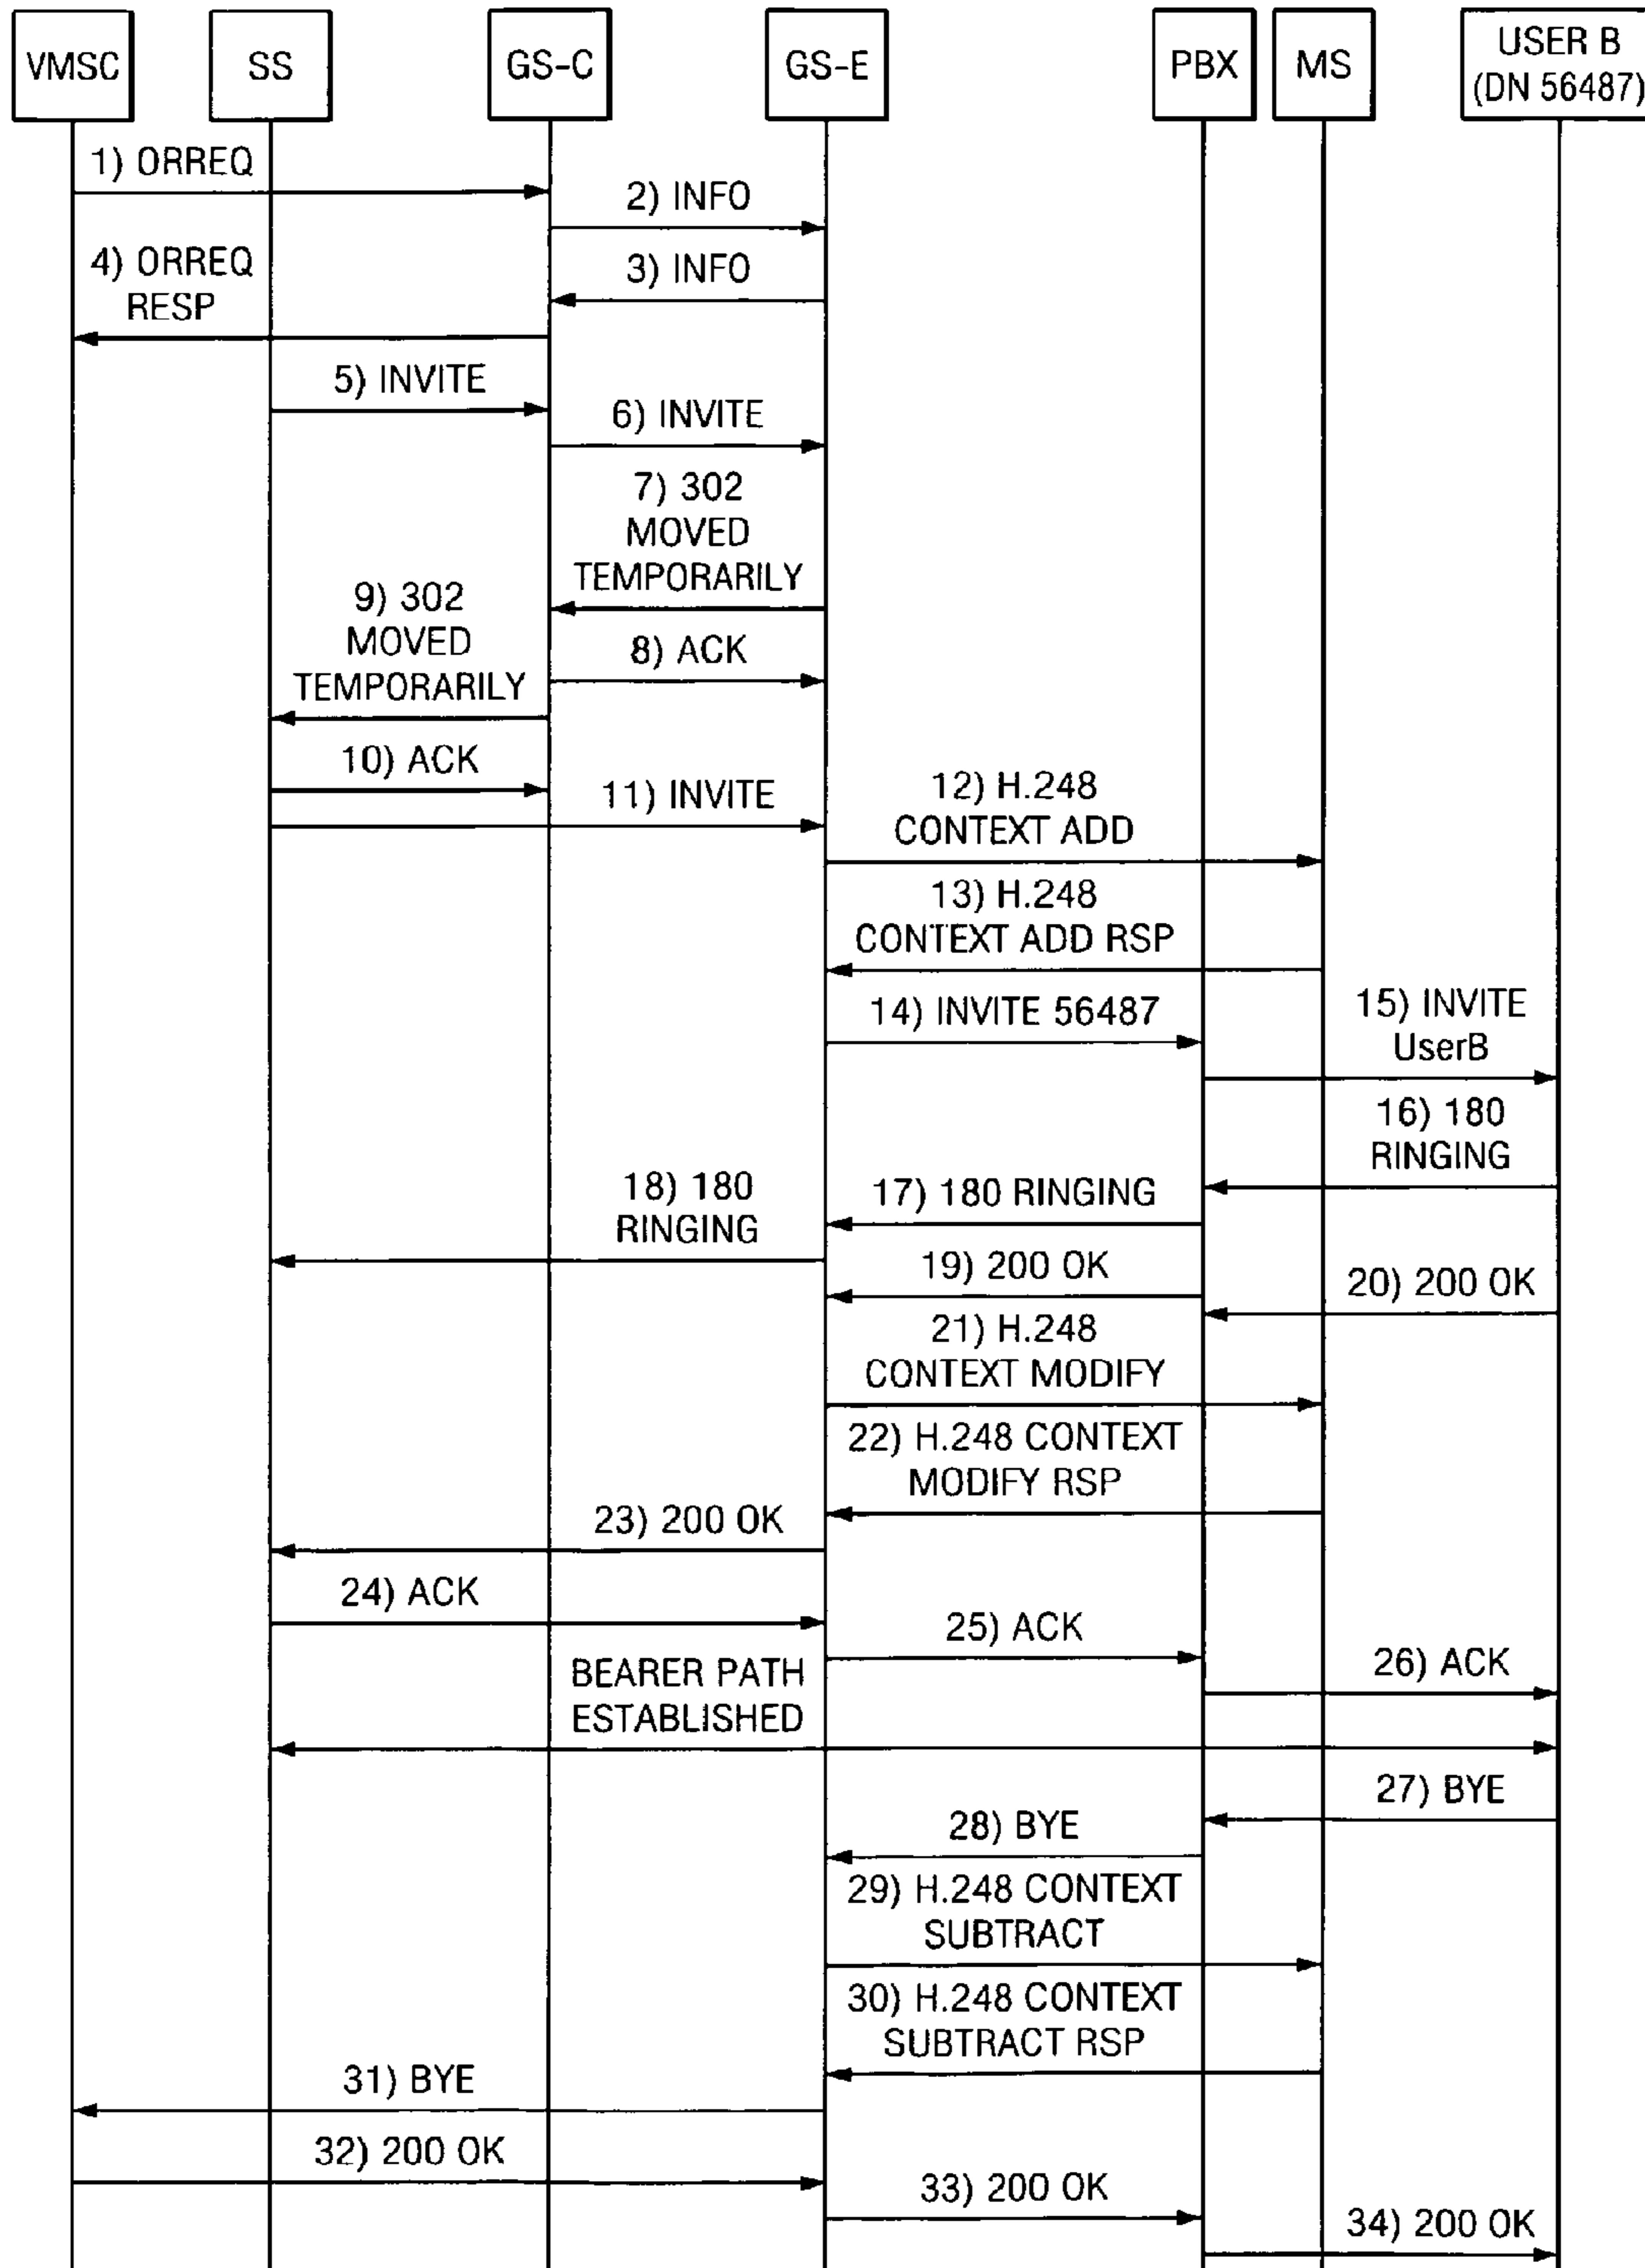 VMSC
SS
GS-C
GS-E
PBX
MS
USER B
(DN 56487)
1) ORREQ
2) INFO
3) INFO
4) ORREQ
RESP
5) INVITE
6) INVITE
7) 302
MOVED
TEMPORARILY
8) ACK
9) 302
MOVED
TEMPORARILY
10) ACK
11) INVITE
12) H.248
CONTEXT ADD
13) H.248
CONTEXT ADD RSP
14) INVITE 56487
15) INVITE
UserB
16) 180
RINGING
17) 180 RINGING
18) 180
RINGING
19) 200 OK
20) 200 OK
21) H.248
CONTEXT MODIFY
22) H.248 CONTEXT
MODIFY RSP
23) 200 OK
24) ACK
25) ACK
26) ACK
BEARER PATH
ESTABLISHED
27) BYE
28) BYE
29) H.248 CONTEXT
SUBTRACT
30) H.248 CONTEXT
SUBTRACT RSP
31) BYE
32) 200 OK
33) 200 OK
34) 200 OK